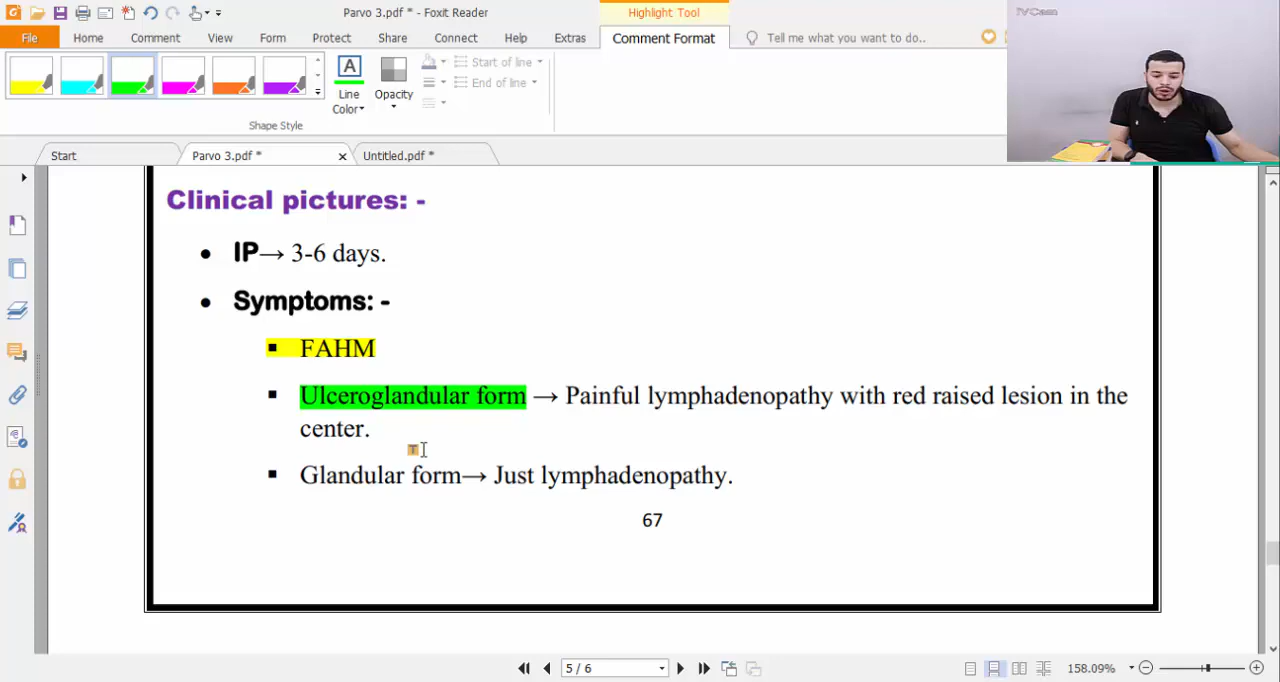 Parvo 3.pdf * - Foxit Reader
Highlight Tool
iVCam
File Home Comment View Form Protect Share Connect Help Extras Comment Format Tell me what you want to do..
A
Start of line
End of line
Line Color
Opacity
Shape Style
Start
Parvo 3.pdf *
Untitled.pdf *
Clinical pictures: -
• IP→ 3-6 days.
• Symptoms: -
▪ FAHM
▪ Ulceroglandular form → Painful lymphadenopathy with red raised lesion in the
center.
▪ Glandular form→ Just lymphadenopathy.
67
5 / 6
158.09%